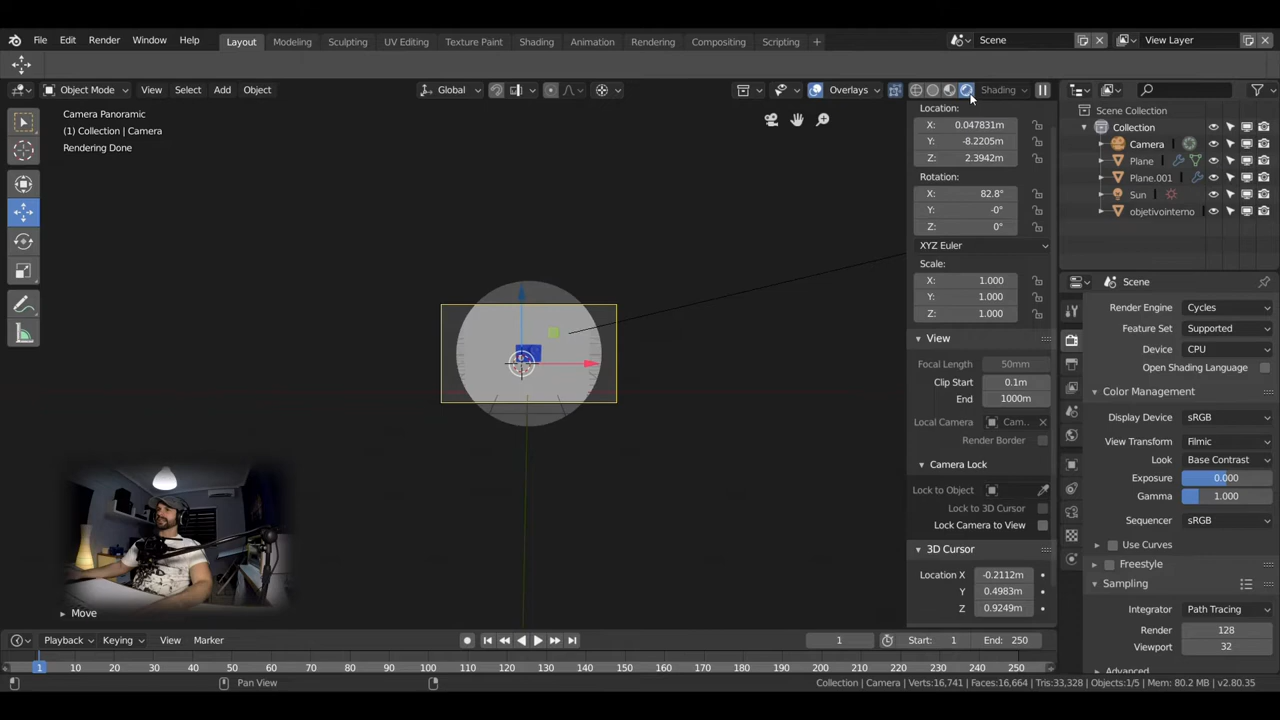 File Edit Render Window Help Layout Modeling Sculpting UV Editing Texture Paint Shading Animation Rendering Compositing Scripting + Scene View Layer
Object Mode View Select Add Object Global Overlays Shading
Camera Panoramic
(1) Collection | Camera
Rendering Done
Location:
X: 0.047831m
Y: -8.2205m
Z: 2.3942m
Rotation:
X: 82.8°
Y: -0°
Z: 0°
XYZ Euler
Scale:
X: 1.000
Y: 1.000
Z: 1.000
View
Focal Length 50mm
Clip Start 0.1m
End 1000m
Local Camera Cam..
Render Border
Camera Lock
Lock to Object
Lock to 3D Cursor
Lock Camera to View
3D Cursor
Location X -0.2112m
Y 0.4983m
Z 0.9249m
Scene Collection
Collection
Camera
Plane
Plane.001
Sun
objetivointerno
Scene
Render Engine Cycles
Feature Set Supported
Device CPU
Open Shading Language
Color Management
Display Device sRGB
View Transform Filmic
Look Base Contrast
Exposure 0.000
Gamma 1.000
Sequencer sRGB
Use Curves
Freestyle
Sampling
Integrator Path Tracing
Render 128
Viewport 32
Advanced
Move
Playback Keying View Marker 1 Start: 1 End: 250
1 10 20 30 40 50 60 70 80 90 100 110 120 130 140 150 160 170 180 190 200 210 220 230 240 250
Pan View Collection | Camera | Verts:16,741 | Faces:16,664 | Tris:33,328 | Objects:1/5 | Mem: 80.2 MB | v2.80.35